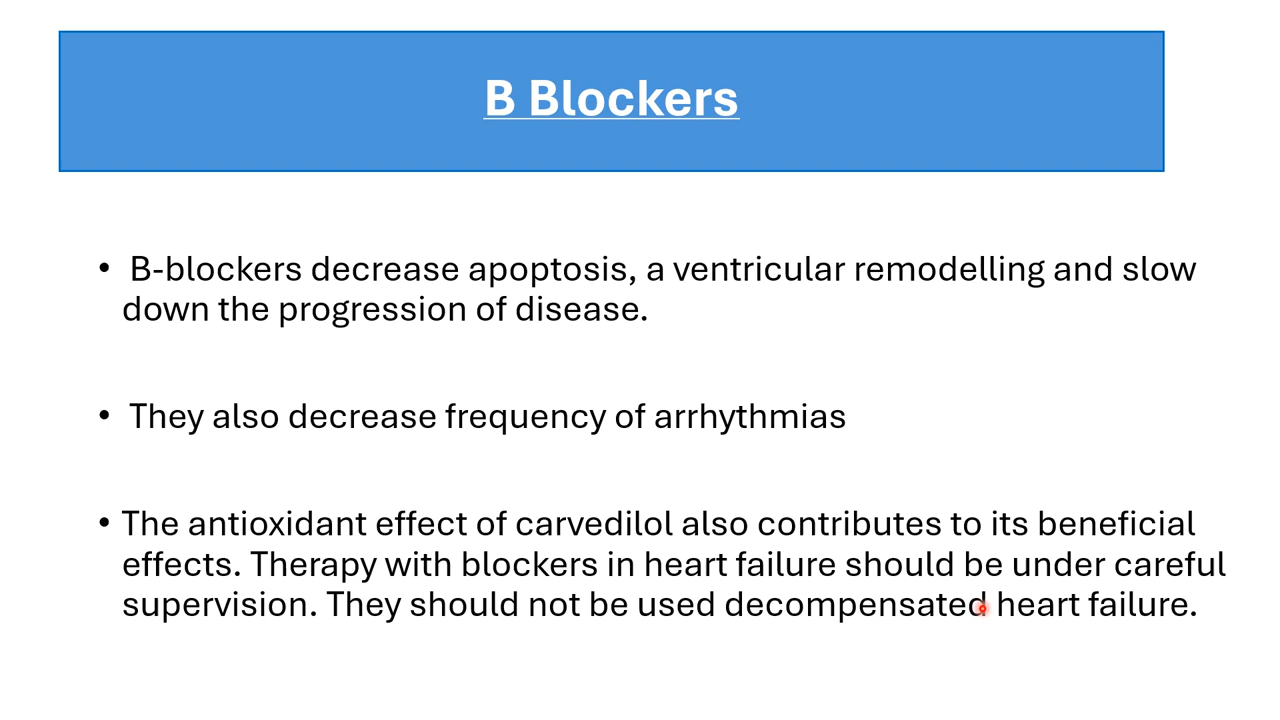 B Blockers
• B-blockers decrease apoptosis, a ventricular remodelling and slow
down the progression of disease.
• They also decrease frequency of arrhythmias
• The antioxidant effect of carvedilol also contributes to its beneficial
effects. Therapy with blockers in heart failure should be under careful
supervision. They should not be used decompensated heart failure.